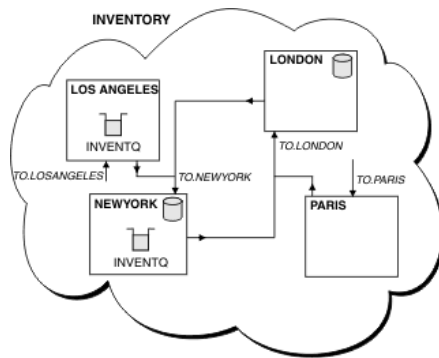 INVENTORY
LONDON
LOS ANGELES
INVENTQ
TO.LOSANGELES
TO.NEWYORK
TO.LONDON
TO.PARIS
NEWYORK
PARIS
INVENTQ